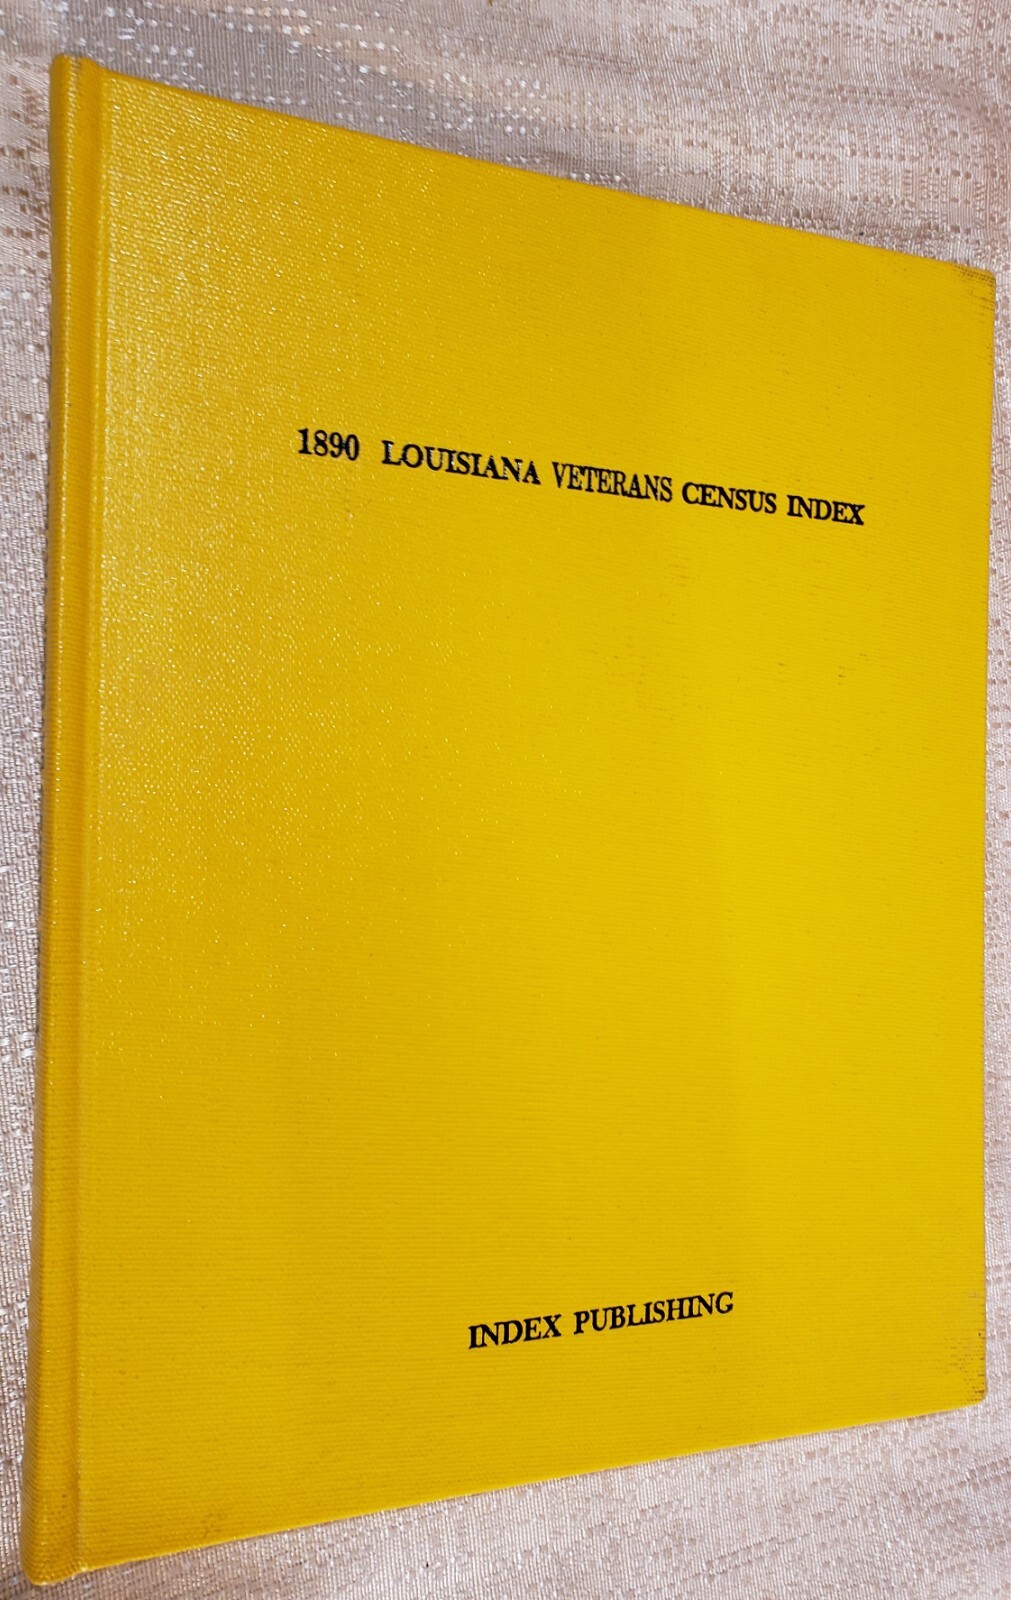 1890 LOUISIANA VETERANS CENSUS INDEX
INDEX PUBLISHING